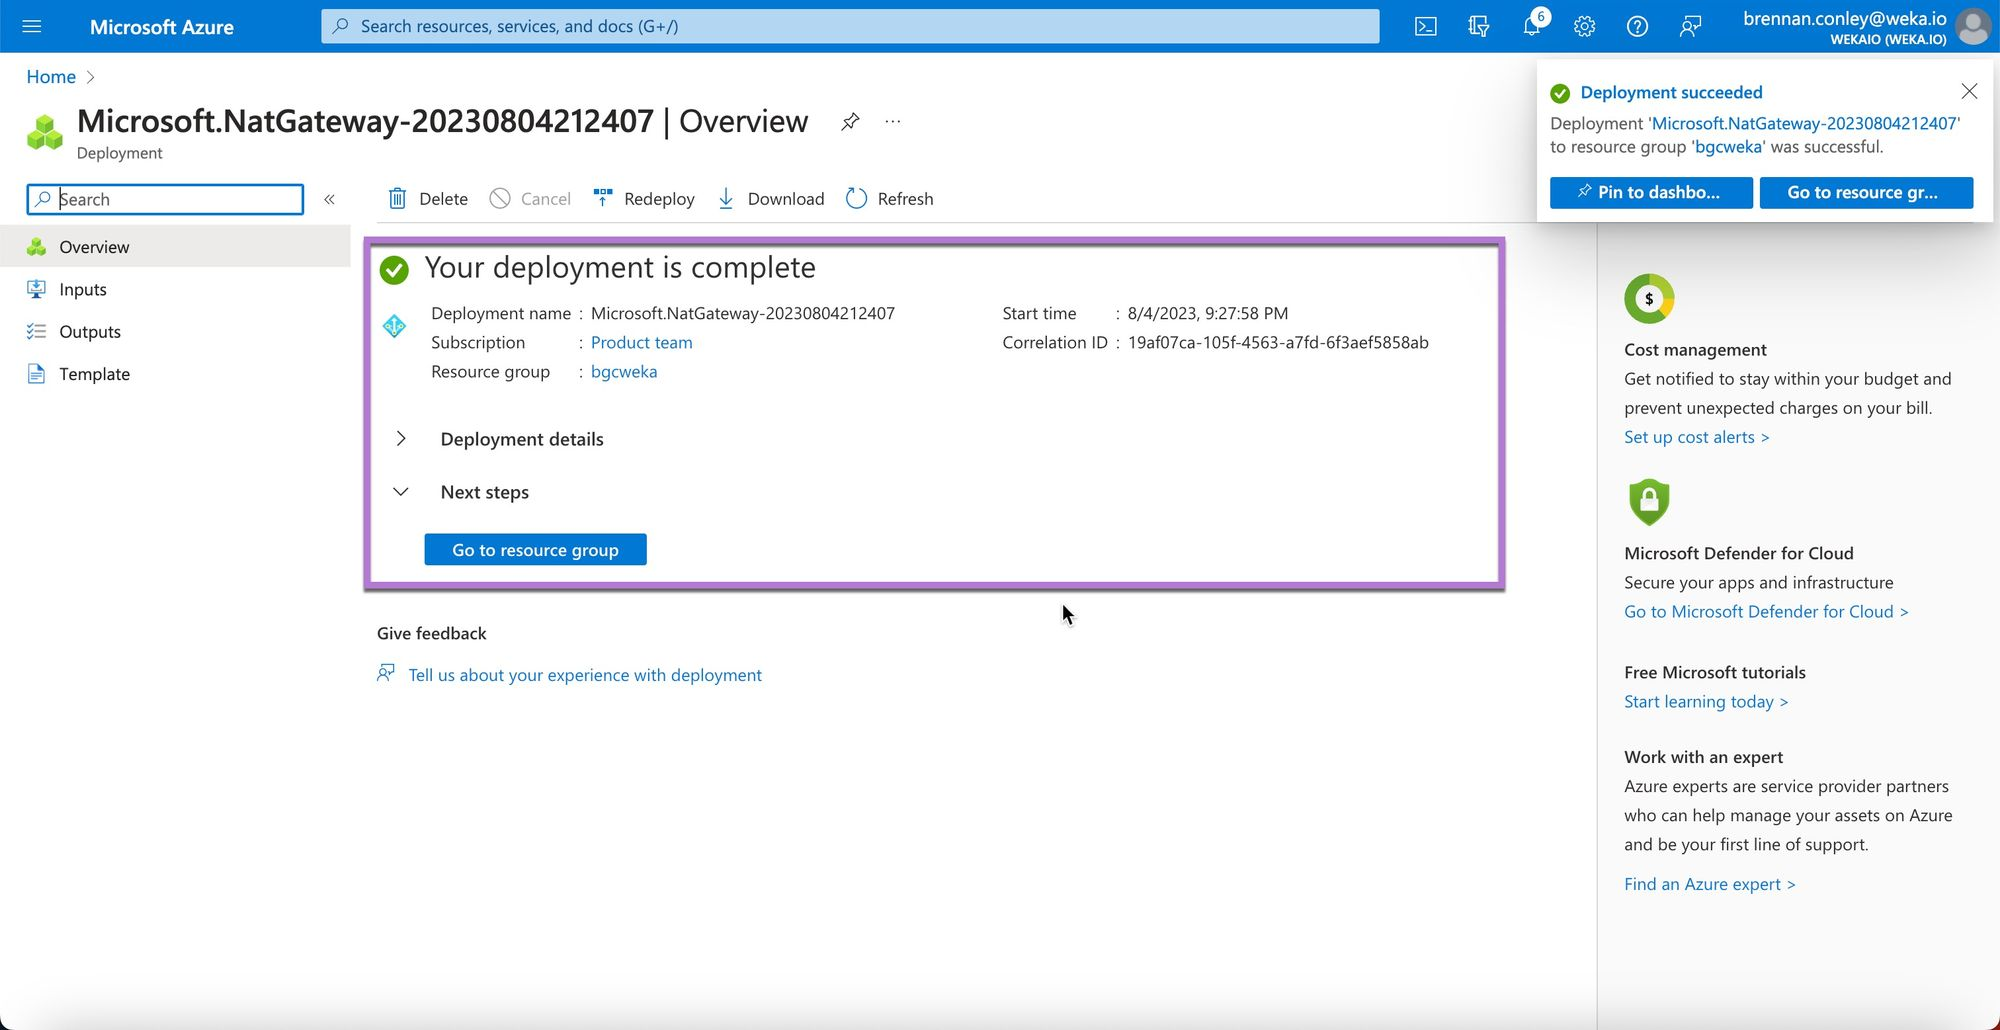 Microsoft Azure
Search resources, services, and docs (G+/)
6
brennan.conley@weka.io
WEKAIO (WEKA.IO)
Home
Microsoft.NatGateway-20230804212407 | Overview
Deployment
Deployment succeeded
Deployment 'Microsoft.NatGateway-20230804212407'
to resource group 'bgcweka' was successful.
Pin to dashbo...
Go to resource gr...
Search
«
Delete
Cancel
Redeploy
Download
Refresh
Overview
Inputs
Outputs
Template
Your deployment is complete
Deployment name : Microsoft.NatGateway-20230804212407
Subscription : Product team
Resource group : bgcweka
Start time : 8/4/2023, 9:27:58 PM
Correlation ID : 19af07ca-105f-4563-a7fd-6f3aef5858ab
Deployment details
Next steps
Go to resource group
Give feedback
Tell us about your experience with deployment
$
Cost management
Get notified to stay within your budget and
prevent unexpected charges on your bill.
Set up cost alerts >
Microsoft Defender for Cloud
Secure your apps and infrastructure
Go to Microsoft Defender for Cloud >
Free Microsoft tutorials
Start learning today >
Work with an expert
Azure experts are service provider partners
who can help manage your assets on Azure
and be your first line of support.
Find an Azure expert >